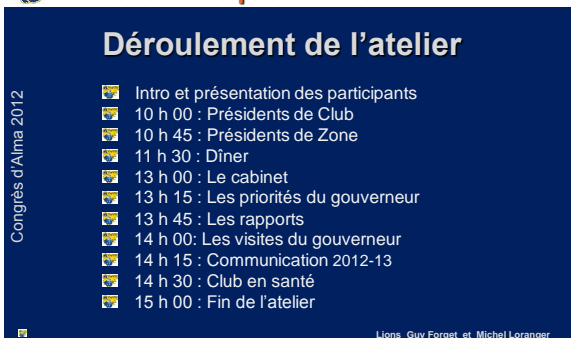 Déroulement de l'atelier
Congrès d'Alma 2012
Intro et présentation des participants
10 h 00 : Présidents de Club
10 h 45 : Présidents de Zone
11 h 30 : Dîner
13 h 00 : Le cabinet
13 h 15 : Les priorités du gouverneur
13 h 45 : Les rapports
14 h 00: Les visites du gouverneur
14 h 15 : Communication 2012-13
14 h 30 : Club en santé
15 h 00 : Fin de l'atelier
Lions Guy Forget et Michel Loranger